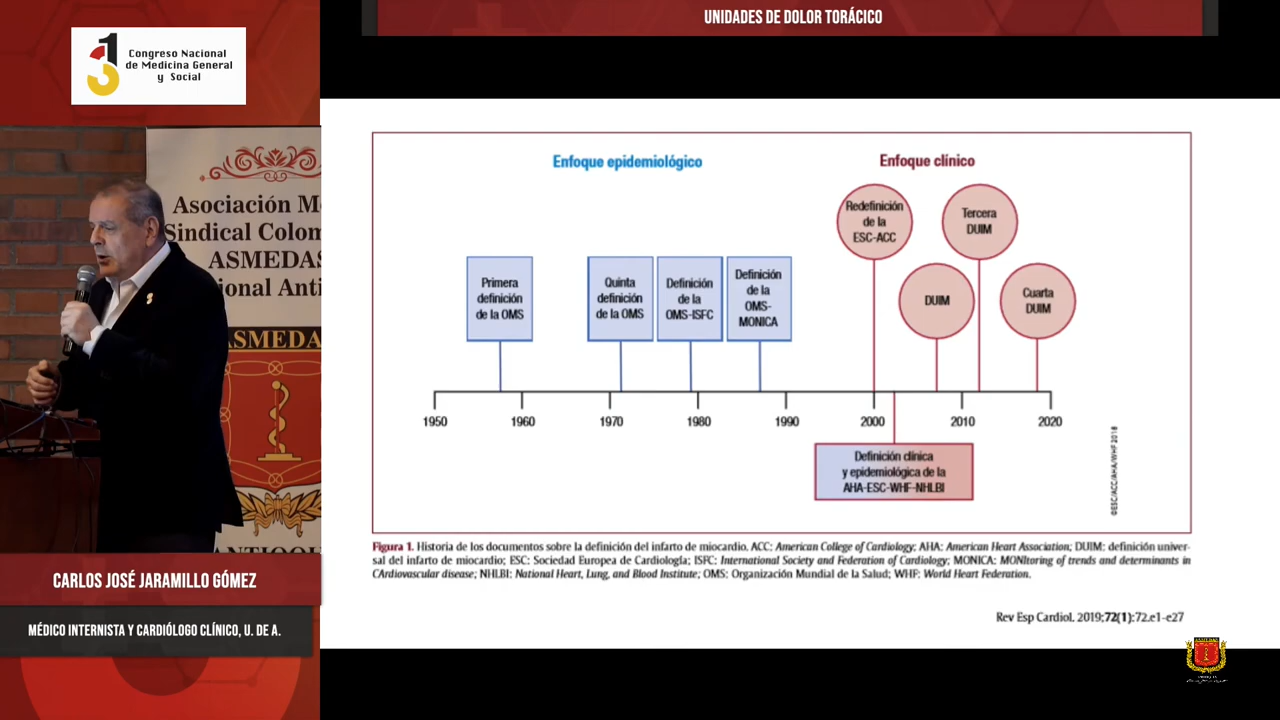 UNIDADES DE DOLOR TORÁCICO
31
Congreso Nacional
de Medicina General
y Social
Asociación M
Sindical Colom
ASMEDAS
ional Anti
ASMEDA
ANTIOQU
CARLOS JOSÉ JARAMILLO GÓMEZ
MÉDICO INTERNISTA Y CARDIÓLOGO CLÍNICO, U. DE A.
Enfoque epidemiológico
Enfoque clínico
Primera
definición
de la OMS
Quinta
definición
de la OMS
Definición
de la
OMS-ISFC
Definición
de la
OMS-
MONICA
Redefinición
de la
ESC-ACC
DUIM
Tercera
DUIM
Cuarta
DUIM
1950 1960 1970 1980 1990 2000 2010 2020
Definición clínica
y epidemiológica de la
AHA-ESC-WHF-NHLBI
©ESC/ACC/AHA/WHF 2018
Figura 1. Historia de los documentos sobre la definición del infarto de miocardio. ACC: American College of Cardiology; AHA: American Heart Association; DUIM: definición univer-
sal del infarto de miocardio; ESC: Sociedad Europea de Cardiología; ISFC: International Society and Federation of Cardiology; MONICA: MONItoring of trends and determinants in
CArdiovascular disease; NHLBI: National Heart, Lung, and Blood Institute; OMS: Organización Mundial de la Salud; WHF: World Heart Federation.
Rev Esp Cardiol. 2019;72(1):72.e1-e27